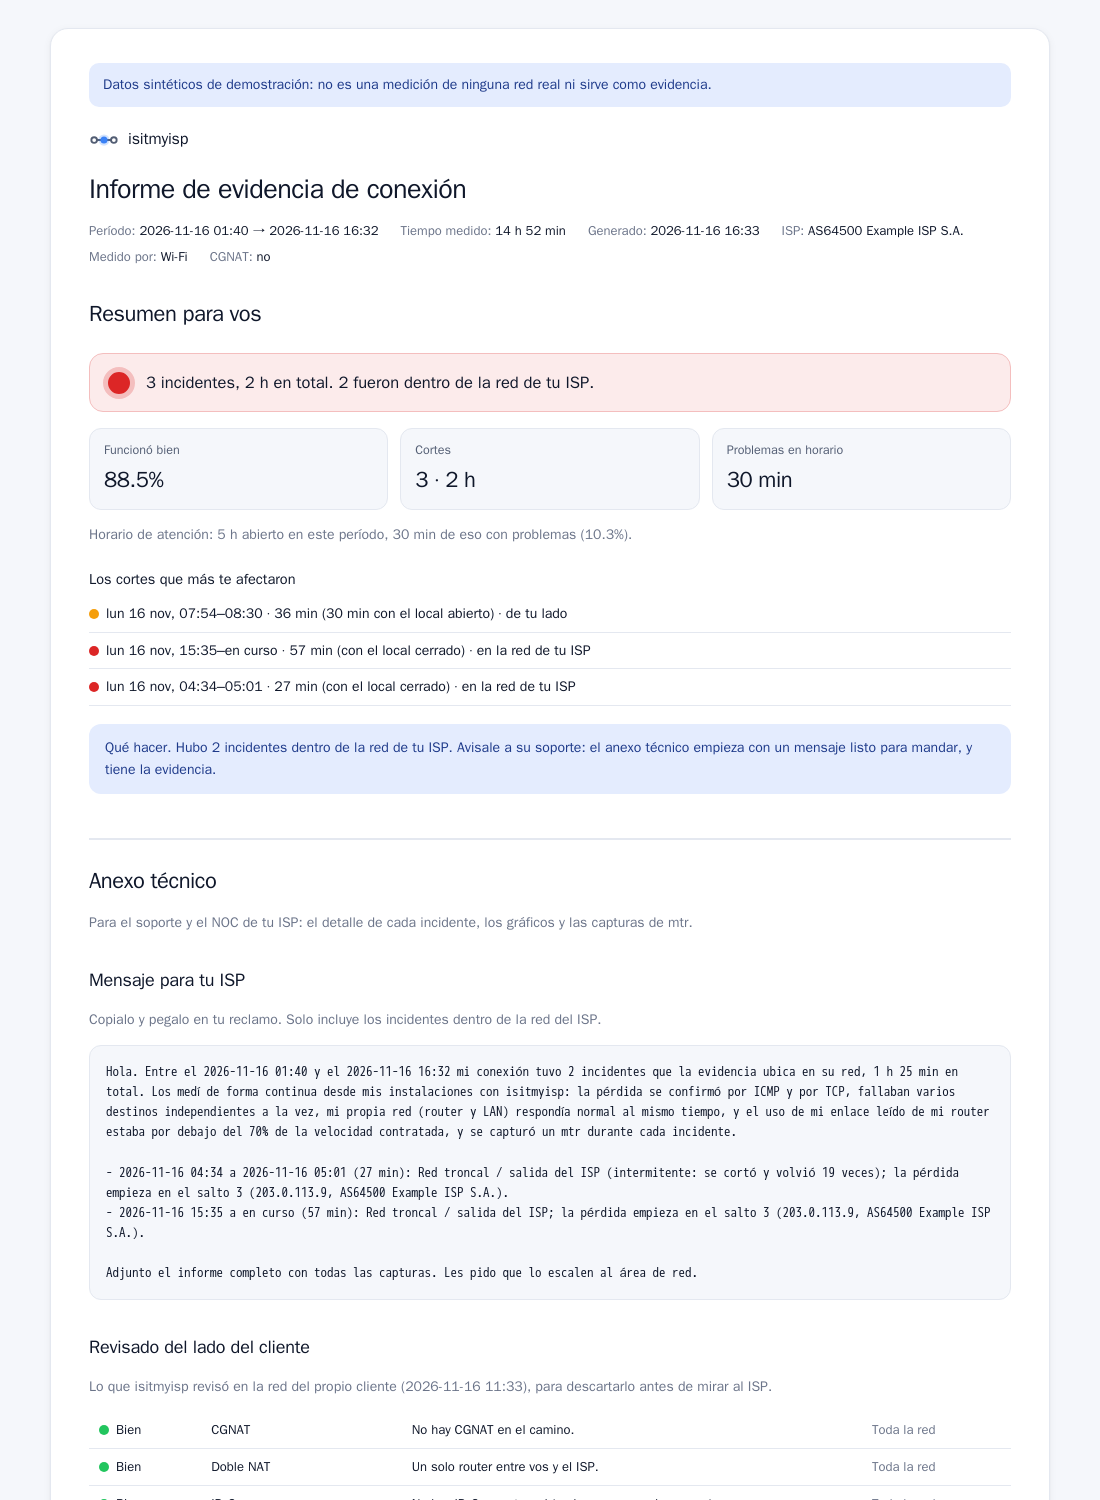 Datos sintéticos de demostración: no es una medición de ninguna red real ni sirve como evidencia.
isitmyisp
Informe de evidencia de conexión
Período: 2026-11-16 01:40 → 2026-11-16 16:32 Tiempo medido: 14 h 52 min Generado: 2026-11-16 16:33 ISP: AS64500 Example ISP S.A.
Medido por: Wi-Fi CGNAT: no
Resumen para vos
3 incidentes, 2 h en total. 2 fueron dentro de la red de tu ISP.
Funcionó bien Cortes Problemas en horario
88.5% 3 · 2 h 30 min
Horario de atención: 5 h abierto en este período, 30 min de eso con problemas (10.3%).
Los cortes que más te afectaron
lun 16 nov, 07:54–08:30 · 36 min (30 min con el local abierto) · de tu lado
lun 16 nov, 15:35–en curso · 57 min (con el local cerrado) · en la red de tu ISP
lun 16 nov, 04:34–05:01 · 27 min (con el local cerrado) · en la red de tu ISP
Qué hacer. Hubo 2 incidentes dentro de la red de tu ISP. Avisale a su soporte: el anexo técnico empieza con un mensaje listo para mandar, y
tiene la evidencia.
Anexo técnico
Para el soporte y el NOC de tu ISP: el detalle de cada incidente, los gráficos y las capturas de mtr.
Mensaje para tu ISP
Copialo y pegalo en tu reclamo. Solo incluye los incidentes dentro de la red del ISP.
Hola. Entre el 2026-11-16 01:40 y el 2026-11-16 16:32 mi conexión tuvo 2 incidentes que la evidencia ubica en su red, 1 h 25 min en
total. Los medí de forma continua desde mis instalaciones con isitmyisp: la pérdida se confirmó por ICMP y por TCP, fallaban varios
destinos independientes a la vez, mi propia red (router y LAN) respondía normal al mismo tiempo, y el uso de mi enlace leído de mi router
estaba por debajo del 70% de la velocidad contratada, y se capturó un mtr durante cada incidente.
- 2026-11-16 04:34 a 2026-11-16 05:01 (27 min): Red troncal / salida del ISP (intermitente: se cortó y volvió 19 veces); la pérdida
empieza en el salto 3 (203.0.113.9, AS64500 Example ISP S.A.).
- 2026-11-16 15:35 a en curso (57 min): Red troncal / salida del ISP; la pérdida empieza en el salto 3 (203.0.113.9, AS64500 Example ISP
S.A.).
Adjunto el informe completo con todas las capturas. Les pido que lo escalen al área de red.
Revisado del lado del cliente
Lo que isitmyisp revisó en la red del propio cliente (2026-11-16 11:33), para descartarlo antes de mirar al ISP.
Bien CGNAT No hay CGNAT en el camino. Toda la red
Bien Doble NAT Un solo router entre vos y el ISP. Toda la red